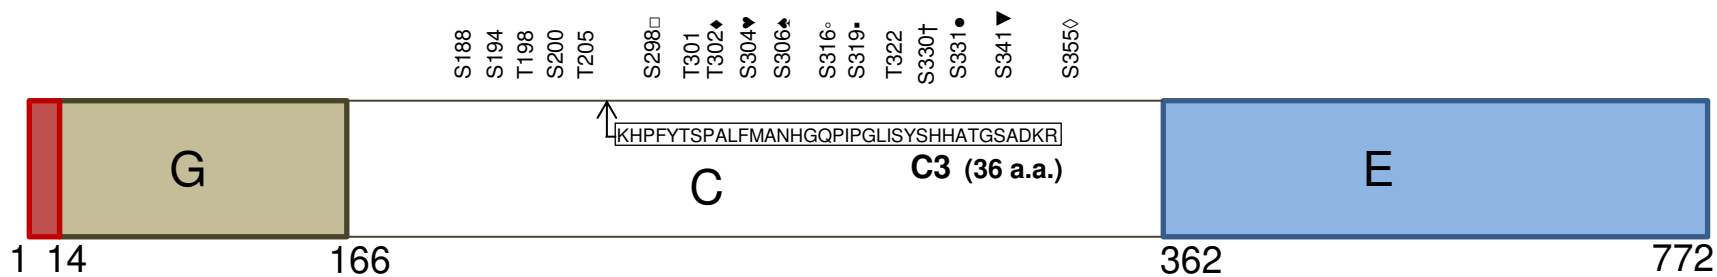 S188
S194
T198
S200
T205
S298□
T301
T302♦
S304♥
S306♠
S316◦
S319▪
T322
S330†
S331●
S341▼
S355◊
KHPFYTSPALFMANHGQPIPGLISYSHHATGSADKR
C3 (36 a.a.)
G
C
E
1 14 166 362 772